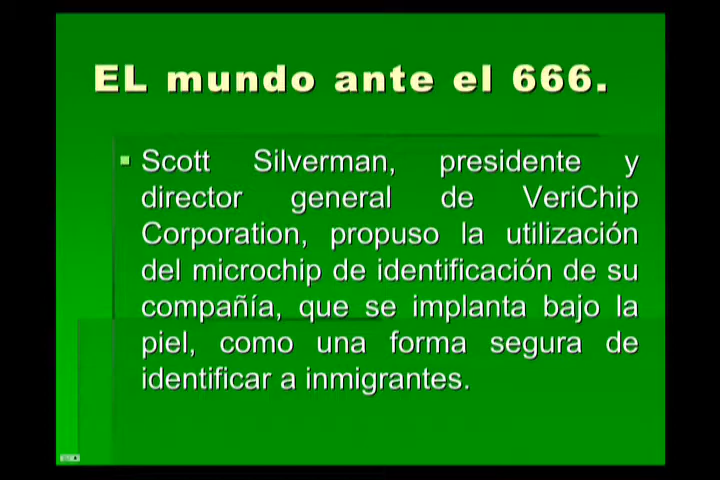 EL mundo ante el 666.
Scott Silverman, presidente y
director general de VeriChip
Corporation, propuso la utilización
del microchip de identificación de su
compañía, que se implanta bajo la
piel, como una forma segura de
identificar a inmigrantes.